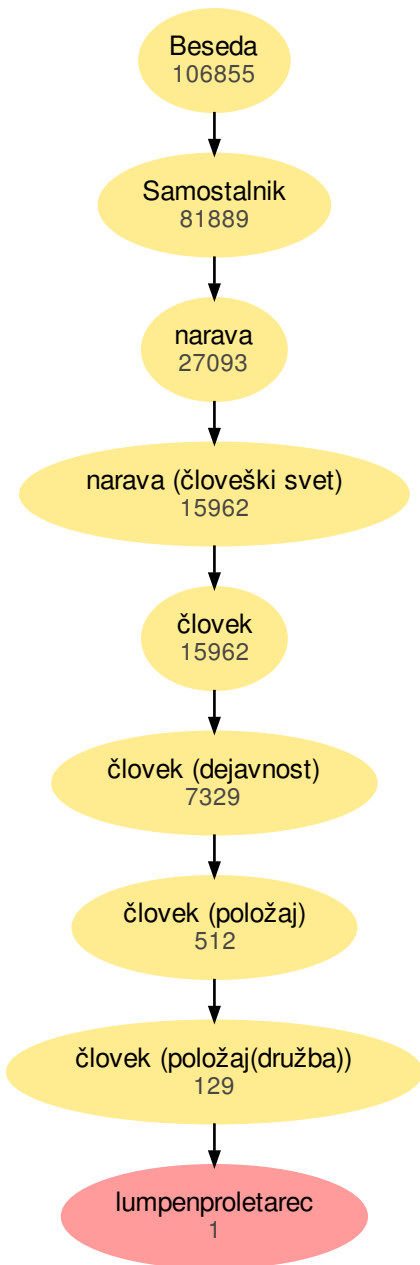 Beseda
106855
Samostalnik
81889
narava
27093
narava (človeški svet)
15962
človek
15962
človek (dejavnost)
7329
človek (položaj)
512
človek (položaj(družba))
129
lumpenproletarec
1